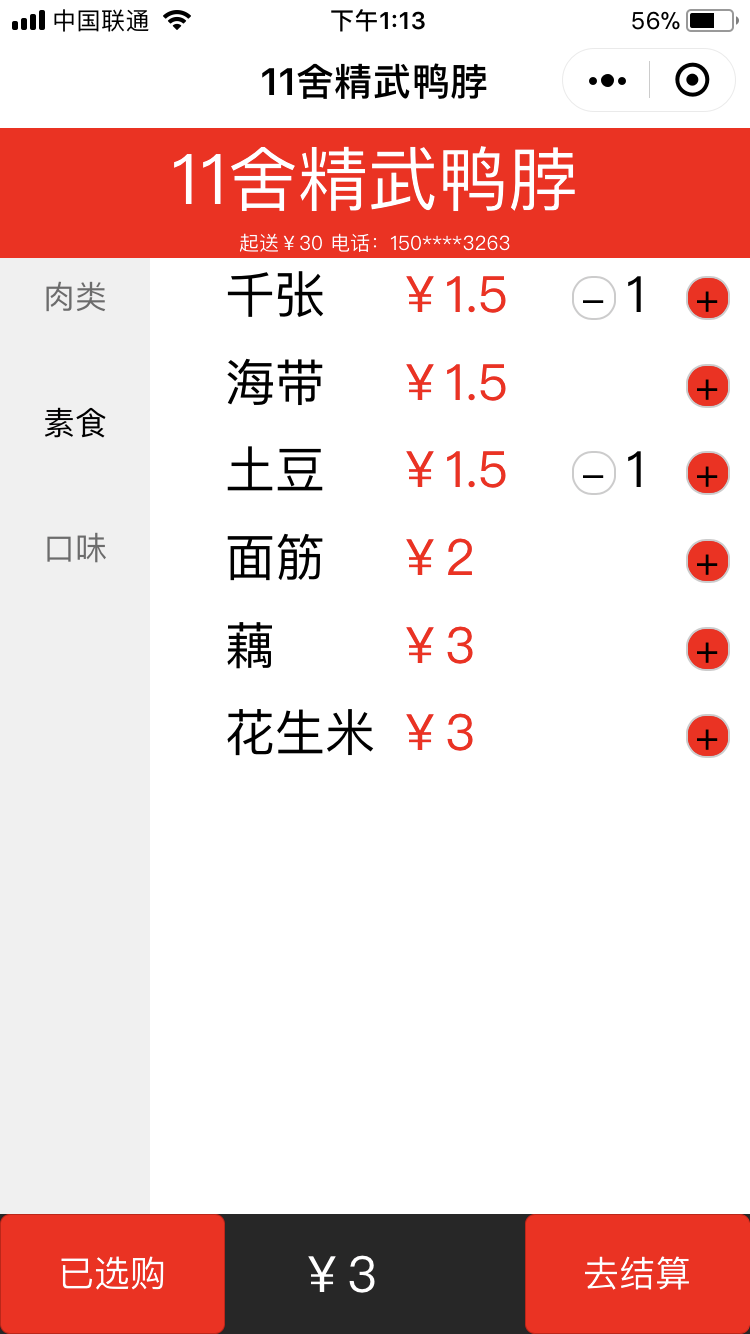 中国联通 下午1:13 56%
11舍精武鸭脖
11舍精武鸭脖
起送￥30 电话：150****3263
肉类
素食
口味
千张 ￥1.5 − 1 +
海带 ￥1.5 +
土豆 ￥1.5 − 1 +
面筋 ￥2 +
藕 ￥3 +
花生米 ￥3 +
已选购 ￥3 去结算